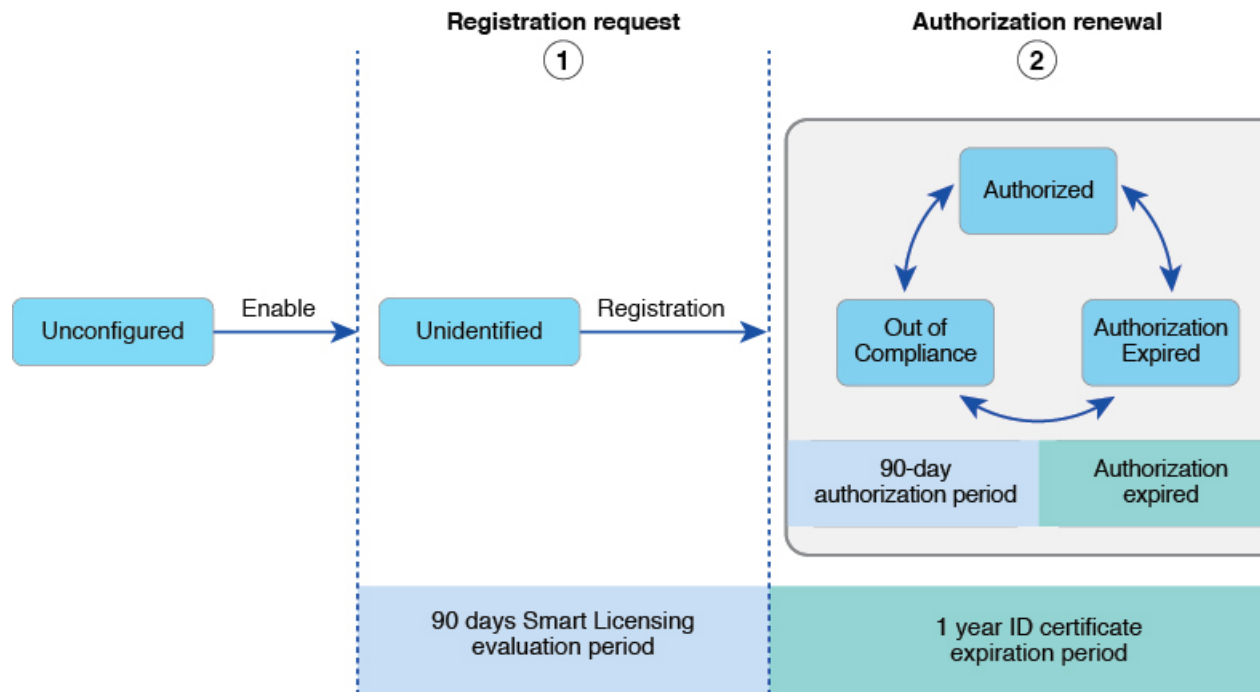 Registration request
1
Authorization renewal
2
Authorized
Unconfigured
Enable
Unidentified
Registration
Out of
Compliance
Authorization
Expired
90-day
authorization period
Authorization
expired
90 days Smart Licensing
evaluation period
1 year ID certificate
expiration period